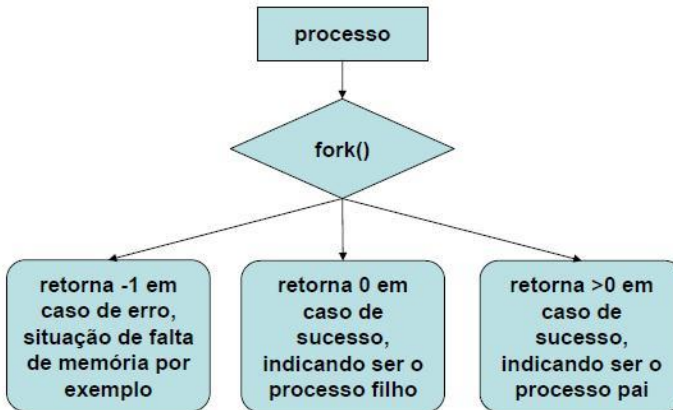 processo
fork()
retorna -1 em
caso de erro,
situação de falta
de memória por
exemplo
retorna 0 em
caso de
sucesso,
indicando ser o
processo filho
retorna >0 em
caso de
sucesso,
indicando ser o
processo pai